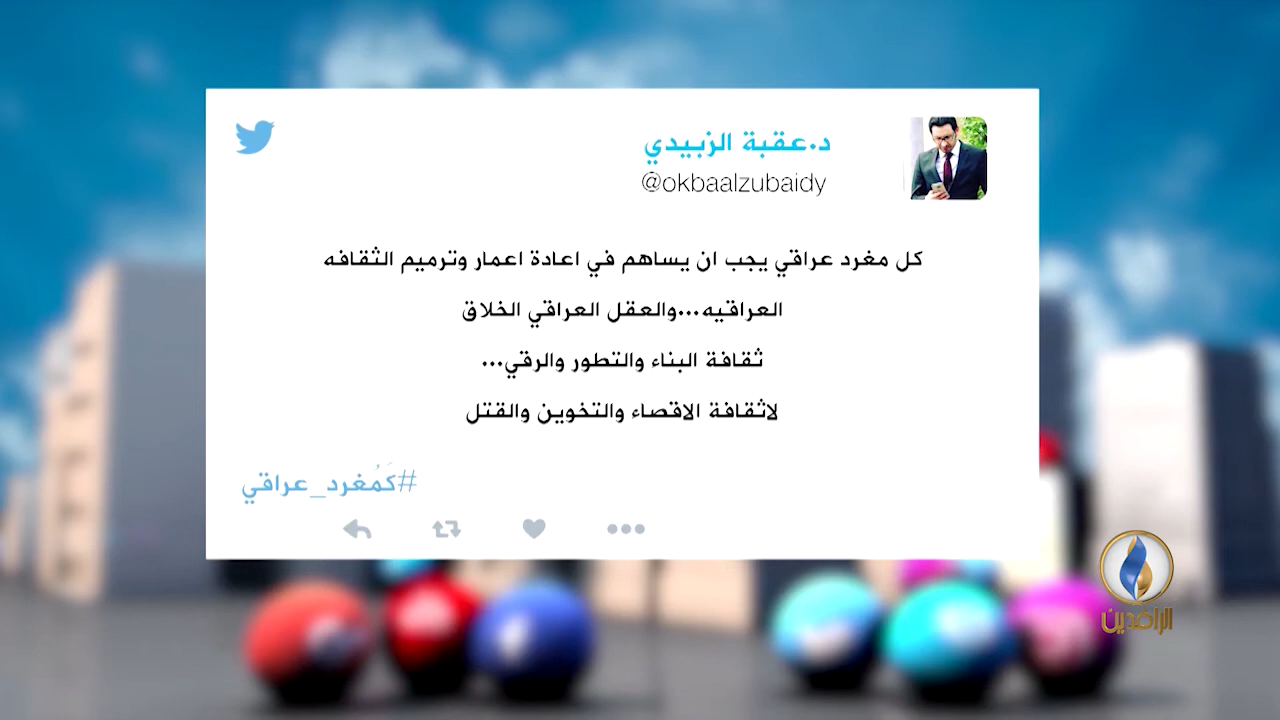 د.عقبة الزبيدي
@okbaalzubaidy
كل مغرد عراقي يجب ان يساهم في اعادة اعمار وترميم الثقافه
العراقيه...والعقل العراقي الخلاق
ثقافة البناء والتطور والرقي...
لاثقافة الاقصاء والتخوين والقتل
#كَمُغرد_عراقي
الرافدين